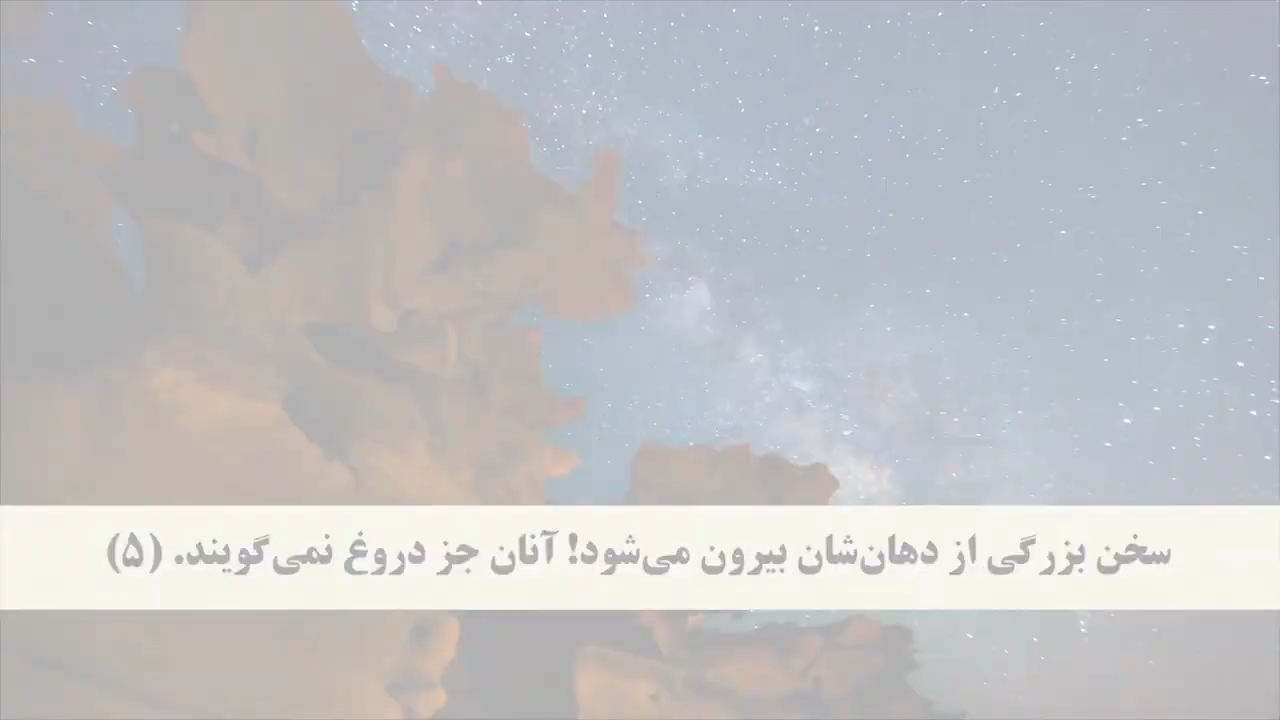 سخن بزرگی از دهان‌شان بیرون می‌شود! آنان جز دروغ نمی‌گویند. (۵)